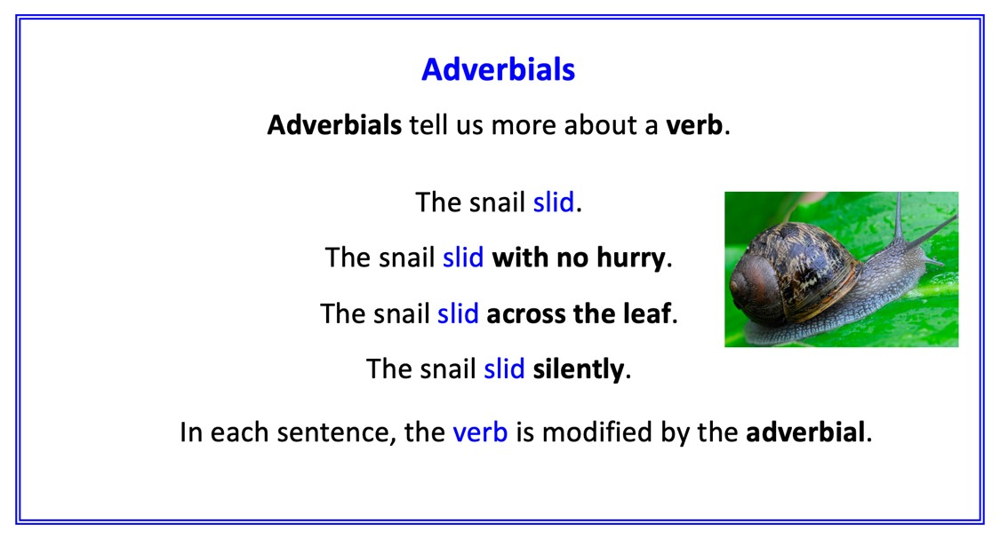 Adverbials
Adverbials tell us more about a verb.
The snail slid.
The snail slid with no hurry.
The snail slid across the leaf.
The snail slid silently.
In each sentence, the verb is modified by the adverbial.